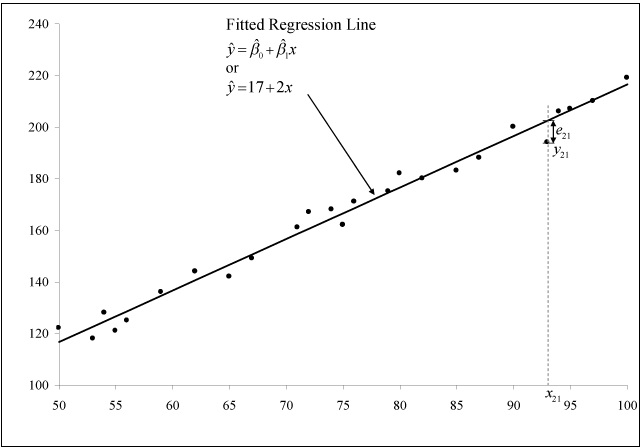 Fitted Regression Line
ŷ = β̂₀ + β̂₁x
or
ŷ = 17 + 2x
240
220
200
180
160
140
120
100
e₂₁
y₂₁
x₂₁
50 55 60 65 70 75 80 85 90 95 100